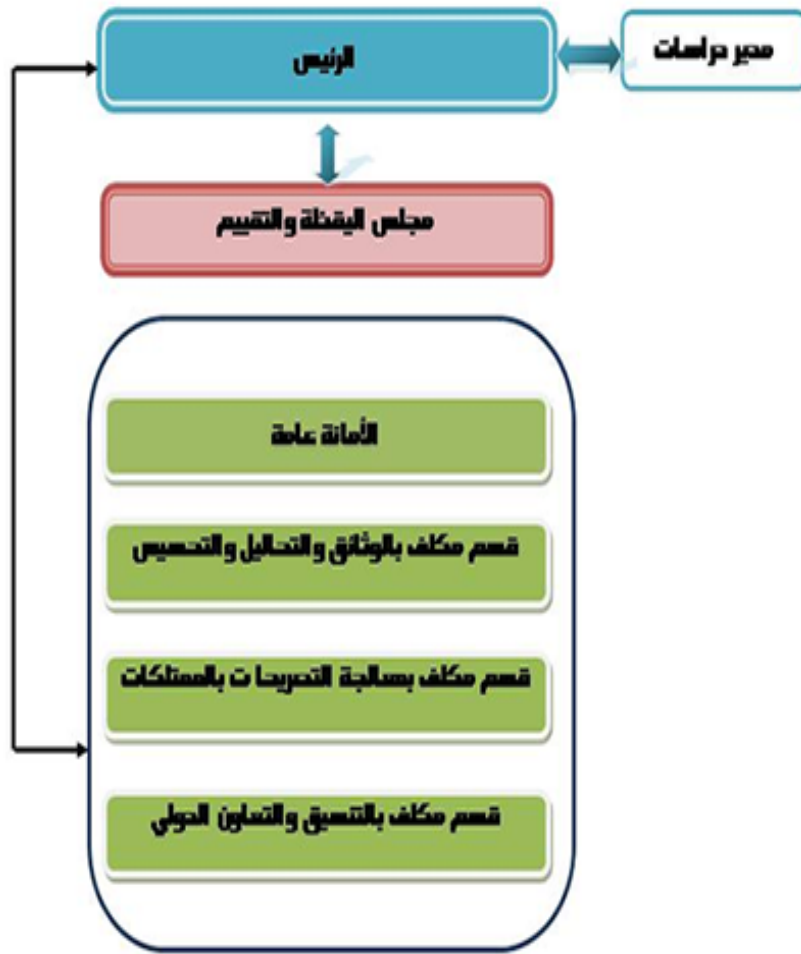 الرئيس
مدير دراسات
مجلس اليقظة والتقييم
الأمانة عامة
قسم مكلف بالوثائق والتحاليل والتحسيس
قسم مكلف بمعالجة التصريحات بالممتلكات
قسم مكلف بالتنسيق والتعاون الدولي